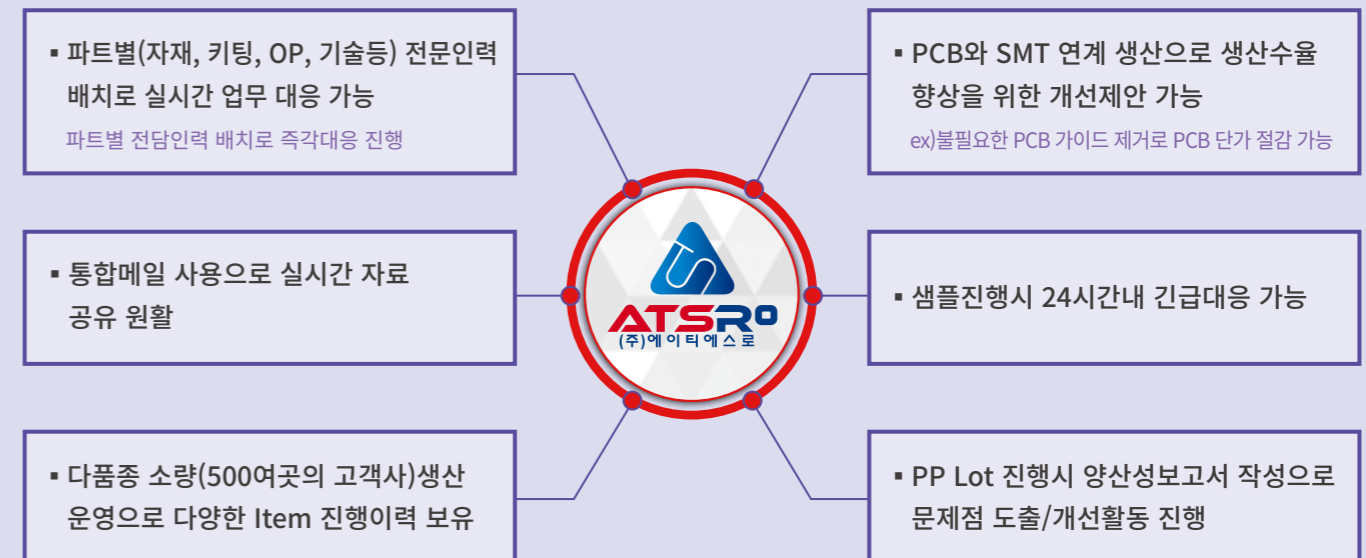 ▪ 파트별(자재, 키팅, OP, 기술등) 전문인력
배치로 실시간 업무 대응 가능
파트별 전담인력 배치로 즉각대응 진행
▪ 통합메일 사용으로 실시간 자료
공유 원활
▪ 다품종 소량(500여곳의 고객사)생산
운영으로 다양한 Item 진행이력 보유
ATSRo
(주)에이티에스로
▪ PCB와 SMT 연계 생산으로 생산수율
향상을 위한 개선제안 가능
ex)불필요한 PCB 가이드 제거로 PCB 단가 절감 가능
▪ 샘플진행시 24시간내 긴급대응 가능
▪ PP Lot 진행시 양산성보고서 작성으로
문제점 도출/개선활동 진행